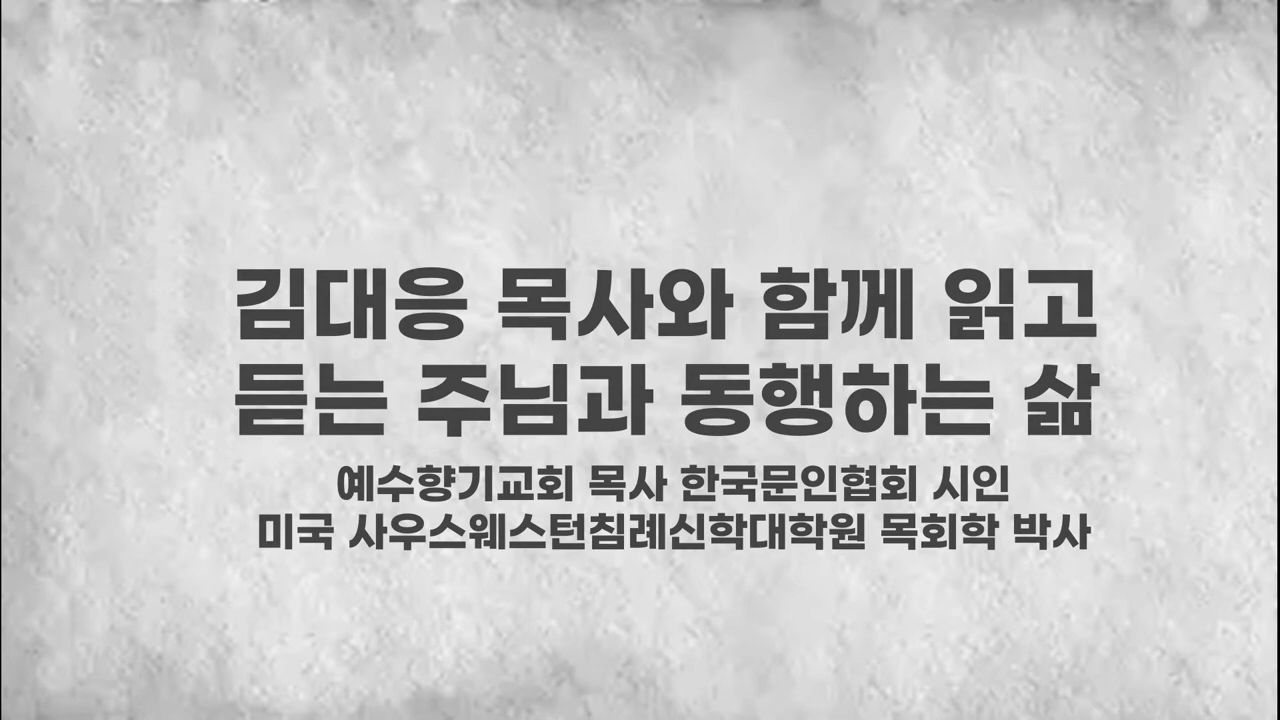 김대응 목사와 함께 읽고
듣는 주님과 동행하는 삶
예수향기교회 목사 한국문인협회 시인
미국 사우스웨스턴침례신학대학원 목회학 박사